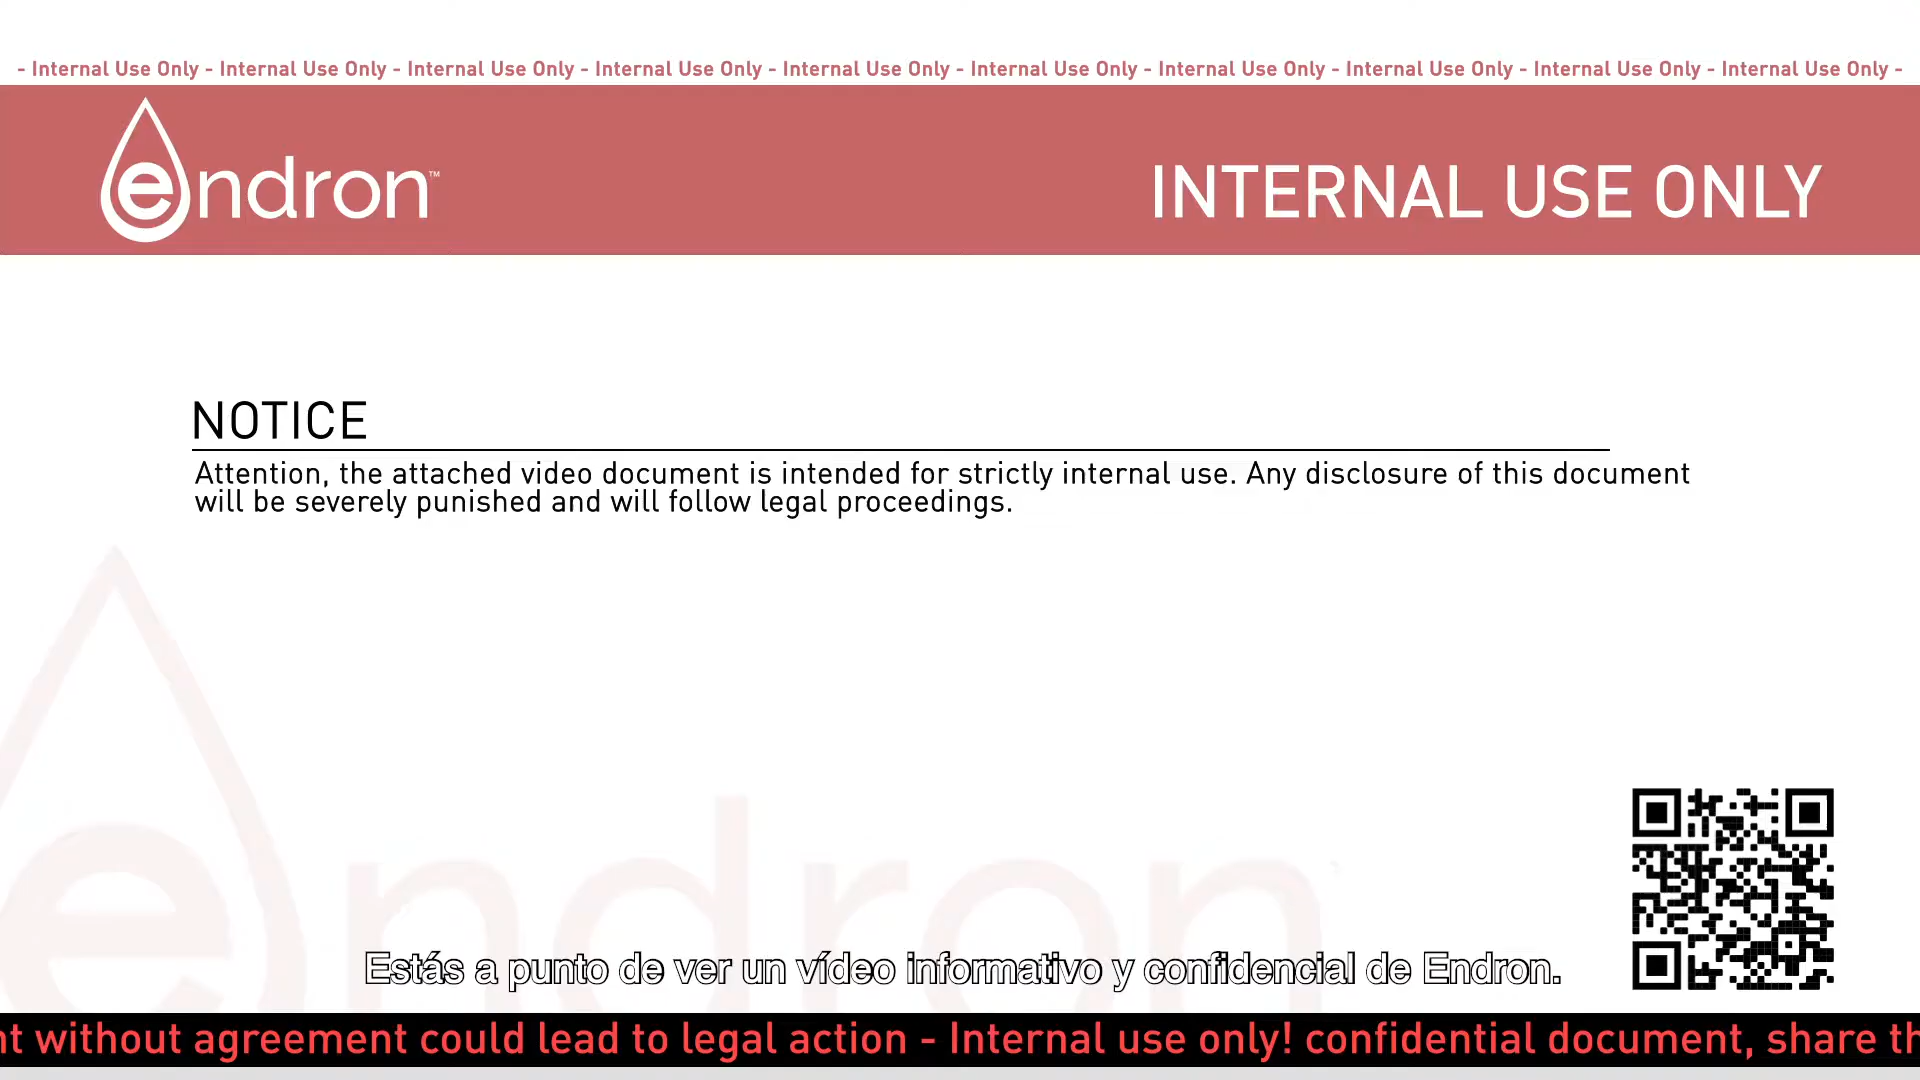 - Internal Use Only - Internal Use Only - Internal Use Only - Internal Use Only - Internal Use Only - Internal Use Only - Internal Use Only - Internal Use Only - Internal Use Only - Internal Use Only -
endron™
INTERNAL USE ONLY
NOTICE
Attention, the attached video document is intended for strictly internal use. Any disclosure of this document
will be severely punished and will follow legal proceedings.
endron
Estás a punto de ver un vídeo informativo y confidencial de Endron.
nt without agreement could lead to legal action - Internal use only! confidential document, share th